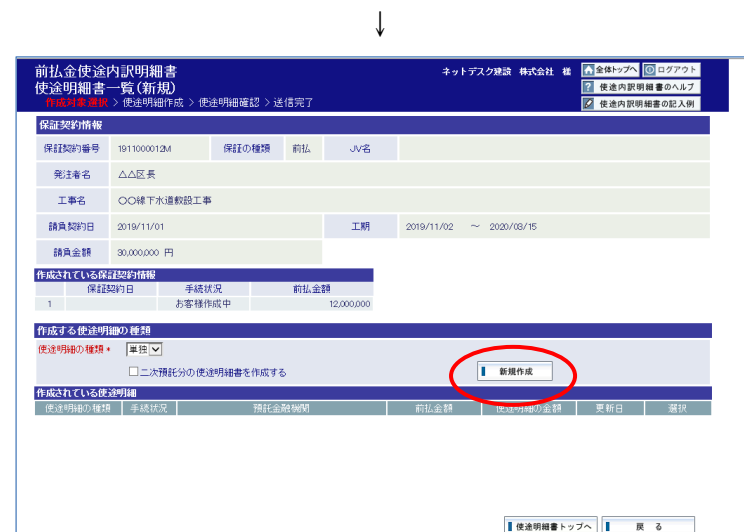 ↓
前払金使途内訳明細書
ネットデスク建設 株式会社 様
全体トップへ ログアウト
使途明細書一覧(新規)
使途内訳明細書のヘルプ
作成対象選択 > 使途明細作成 > 使途明細確認 > 送信完了
使途内訳明細書の記入例
保証契約情報
保証契約番号 1911000012M 保証の種類 前払 JV名
発注者名 △△区長
工事名 〇〇線下水道敷設工事
請負契約日 2019/11/01 工期 2019/11/02 ～ 2020/03/15
請負金額 30,000,000 円
作成されている保証契約情報
保証契約日 手続状況 前払金額
1 お客様作成中 12,000,000
作成する使途明細の種類
使途明細の種類* 単独
二次預託分の使途明細書を作成する 新規作成
作成されている使途明細
使途明細の種類 手続状況 預託金融機関 前払金額 使途明細の金額 更新日 選択
使途明細書トップへ 戻 る